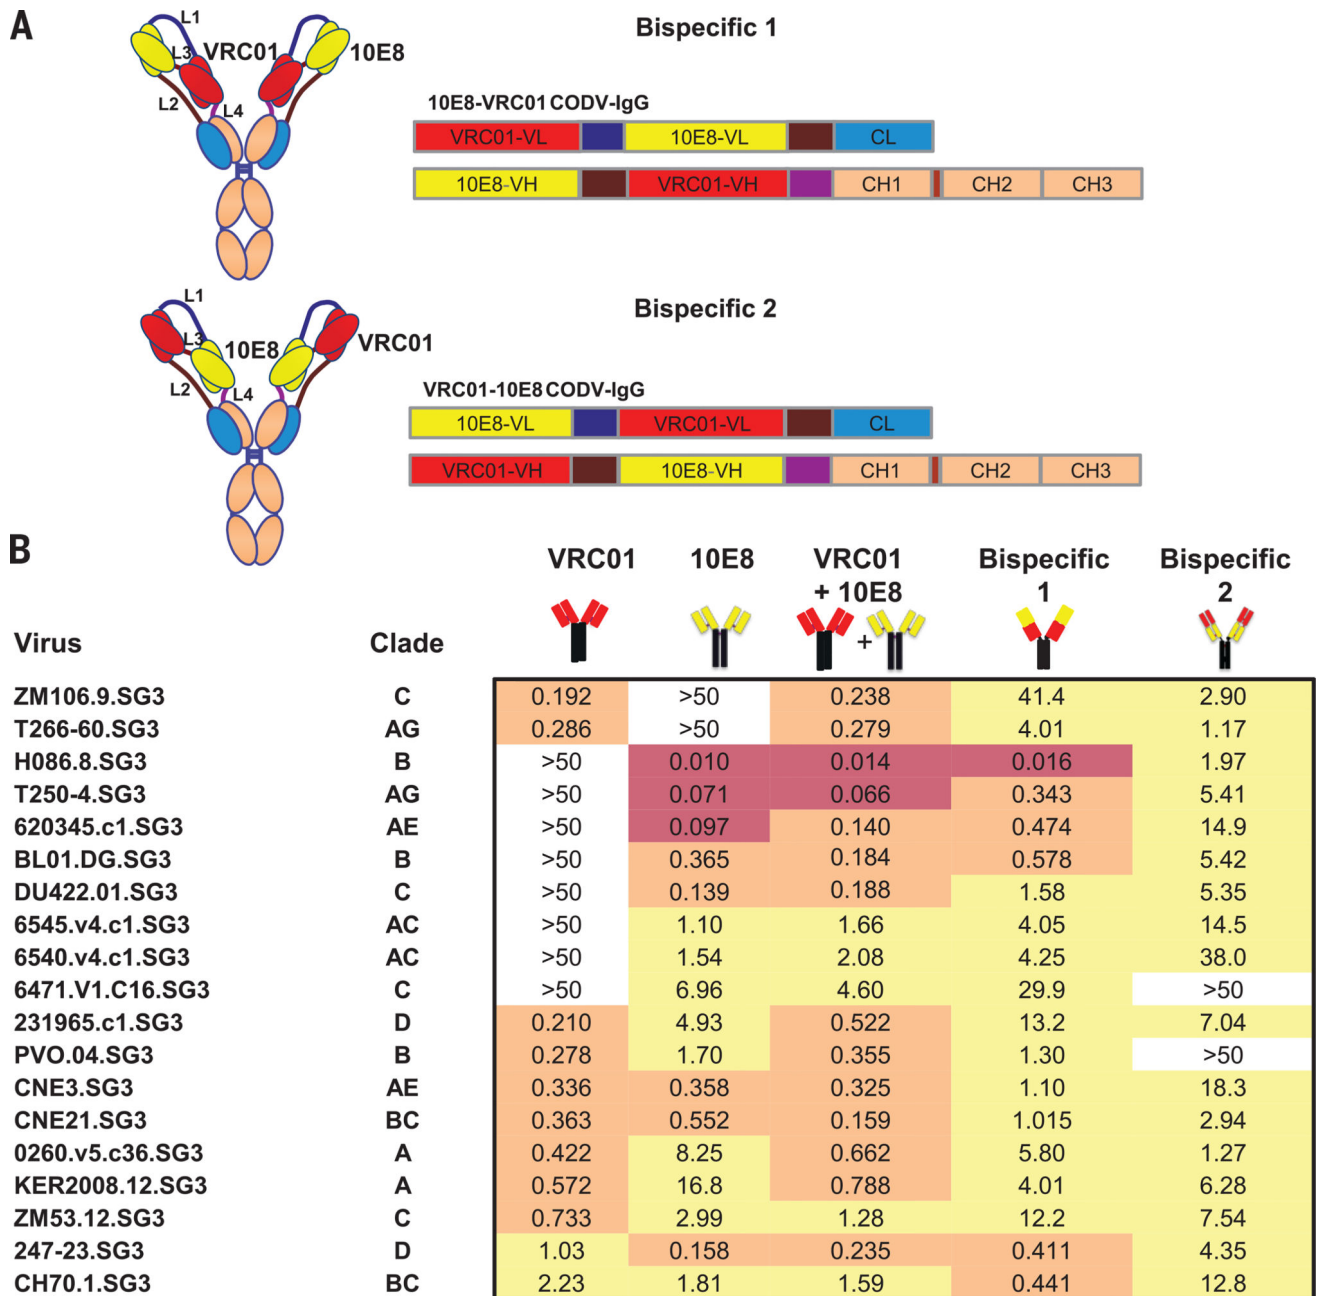 A
Bispecific 1
L1
L3 VRC01 10E8
L2
L4
10E8-VRC01 CODV-IgG
VRC01-VL 10E8-VL CL
10E8-VH VRC01-VH CH1 CH2 CH3
Bispecific 2
L1
L3 10E8 VRC01
L2
L4
VRC01-10E8 CODV-IgG
10E8-VL VRC01-VL CL
VRC01-VH 10E8-VH CH1 CH2 CH3
B
VRC01 10E8 VRC01 Bispecific Bispecific
+ 10E8 1 2
+
Virus Clade
ZM106.9.SG3 C 0.192 >50 0.238 41.4 2.90
T266-60.SG3 AG 0.286 >50 0.279 4.01 1.17
H086.8.SG3 B >50 0.010 0.014 0.016 1.97
T250-4.SG3 AG >50 0.071 0.066 0.343 5.41
620345.c1.SG3 AE >50 0.097 0.140 0.474 14.9
BL01.DG.SG3 B >50 0.365 0.184 0.578 5.42
DU422.01.SG3 C >50 0.139 0.188 1.58 5.35
6545.v4.c1.SG3 AC >50 1.10 1.66 4.05 14.5
6540.v4.c1.SG3 AC >50 1.54 2.08 4.25 38.0
6471.V1.C16.SG3 C >50 6.96 4.60 29.9 >50
231965.c1.SG3 D 0.210 4.93 0.522 13.2 7.04
PVO.04.SG3 B 0.278 1.70 0.355 1.30 >50
CNE3.SG3 AE 0.336 0.358 0.325 1.10 18.3
CNE21.SG3 BC 0.363 0.552 0.159 1.015 2.94
0260.v5.c36.SG3 A 0.422 8.25 0.662 5.80 1.27
KER2008.12.SG3 A 0.572 16.8 0.788 4.01 6.28
ZM53.12.SG3 C 0.733 2.99 1.28 12.2 7.54
247-23.SG3 D 1.03 0.158 0.235 0.411 4.35
CH70.1.SG3 BC 2.23 1.81 1.59 0.441 12.8